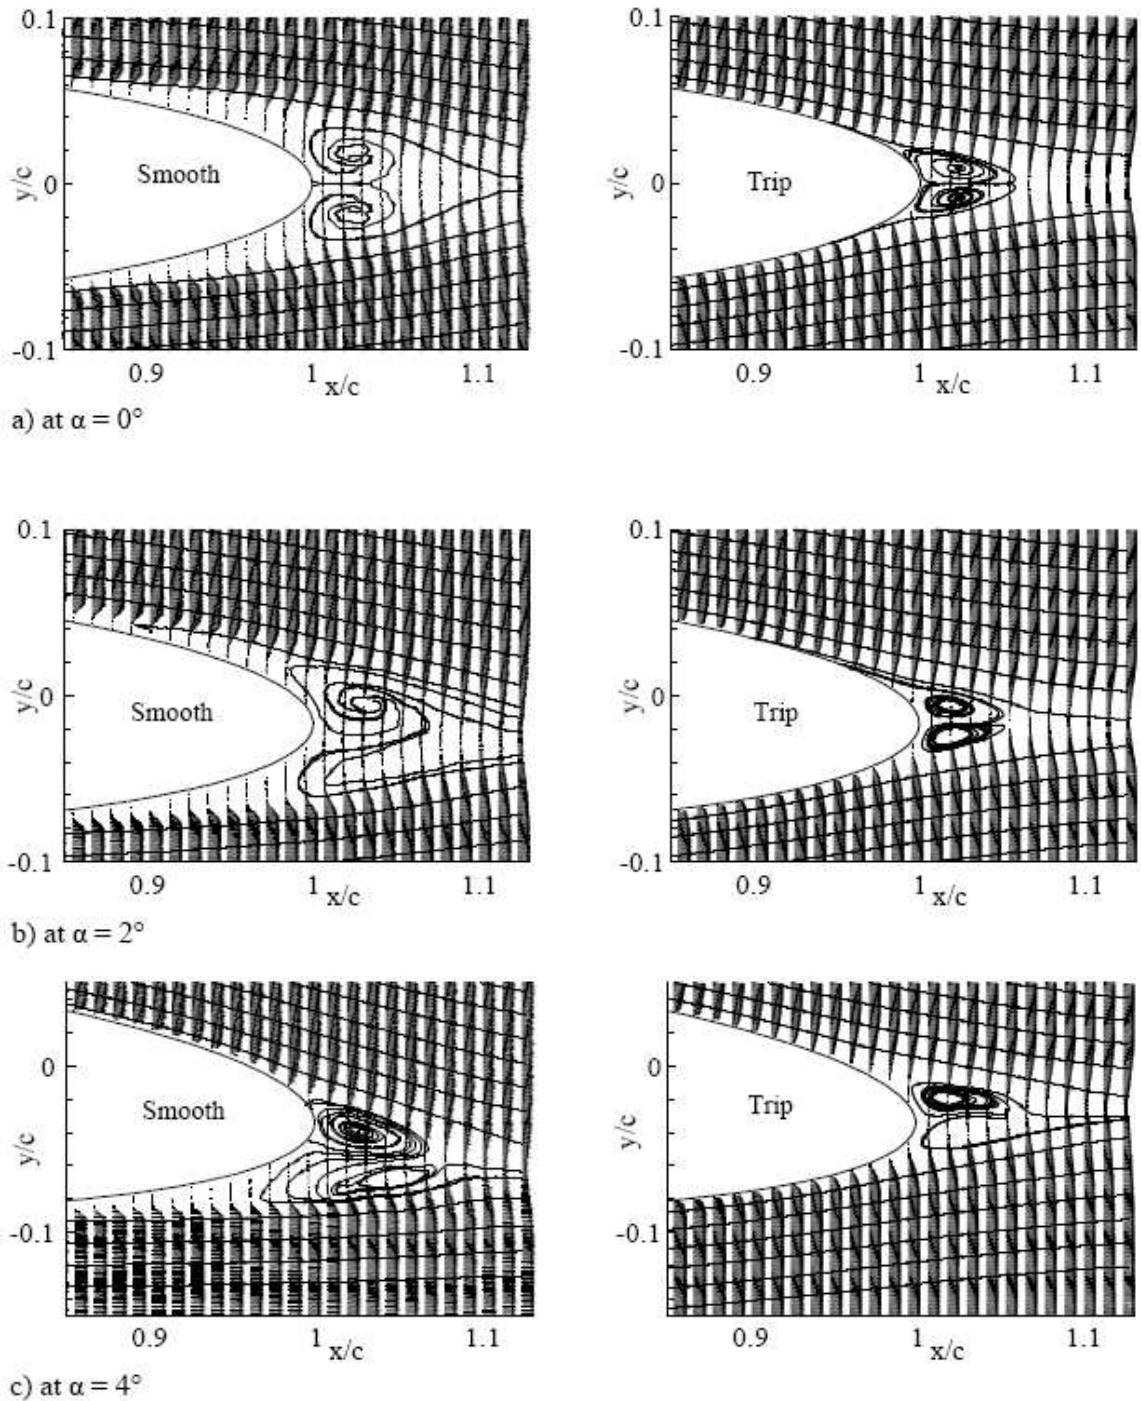 0.1 0.1
y/c Smooth y/c Trip
0 0
-0.1 -0.1
0.9 1 x/c 1.1 0.9 1 x/c 1.1
a) at α = 0°
0.1 0.1
y/c Smooth y/c Trip
0 0
-0.1 -0.1
0.9 1 x/c 1.1 0.9 1 x/c 1.1
b) at α = 2°
0 0
y/c Smooth y/c Trip
-0.1 -0.1
0.9 1 x/c 1.1 0.9 1 x/c 1.1
c) at α = 4°